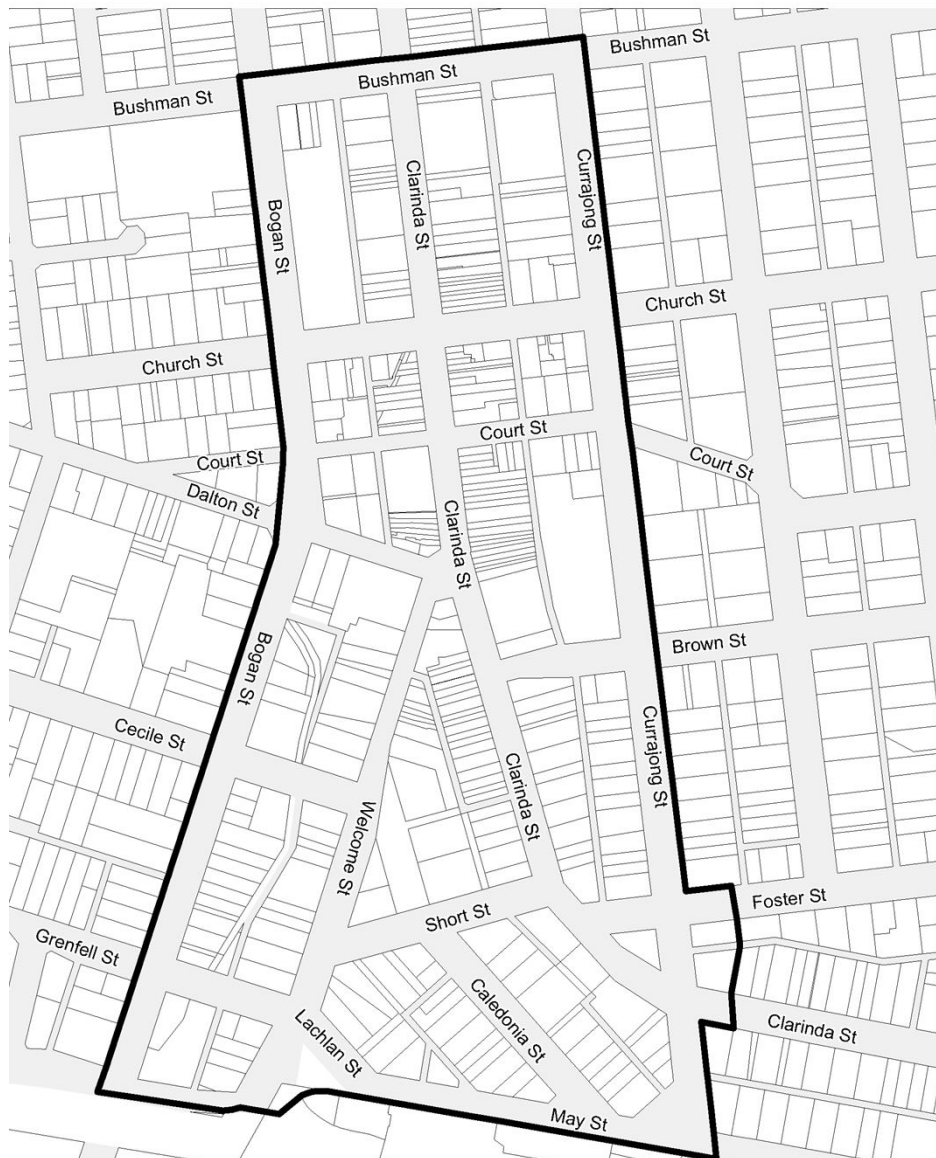 Bushman St
Bushman St
Bushman St
Clarinda St
Currajong St
Bogan St
Church St
Church St
Court St
Court St
Court St
Dalton St
Clarinda St
Brown St
Bogan St
Cecile St
Clarinda St
Currajong St
Welcome St
Foster St
Short St
Grenfell St
Caledonia St
Lachlan St
Clarinda St
May St